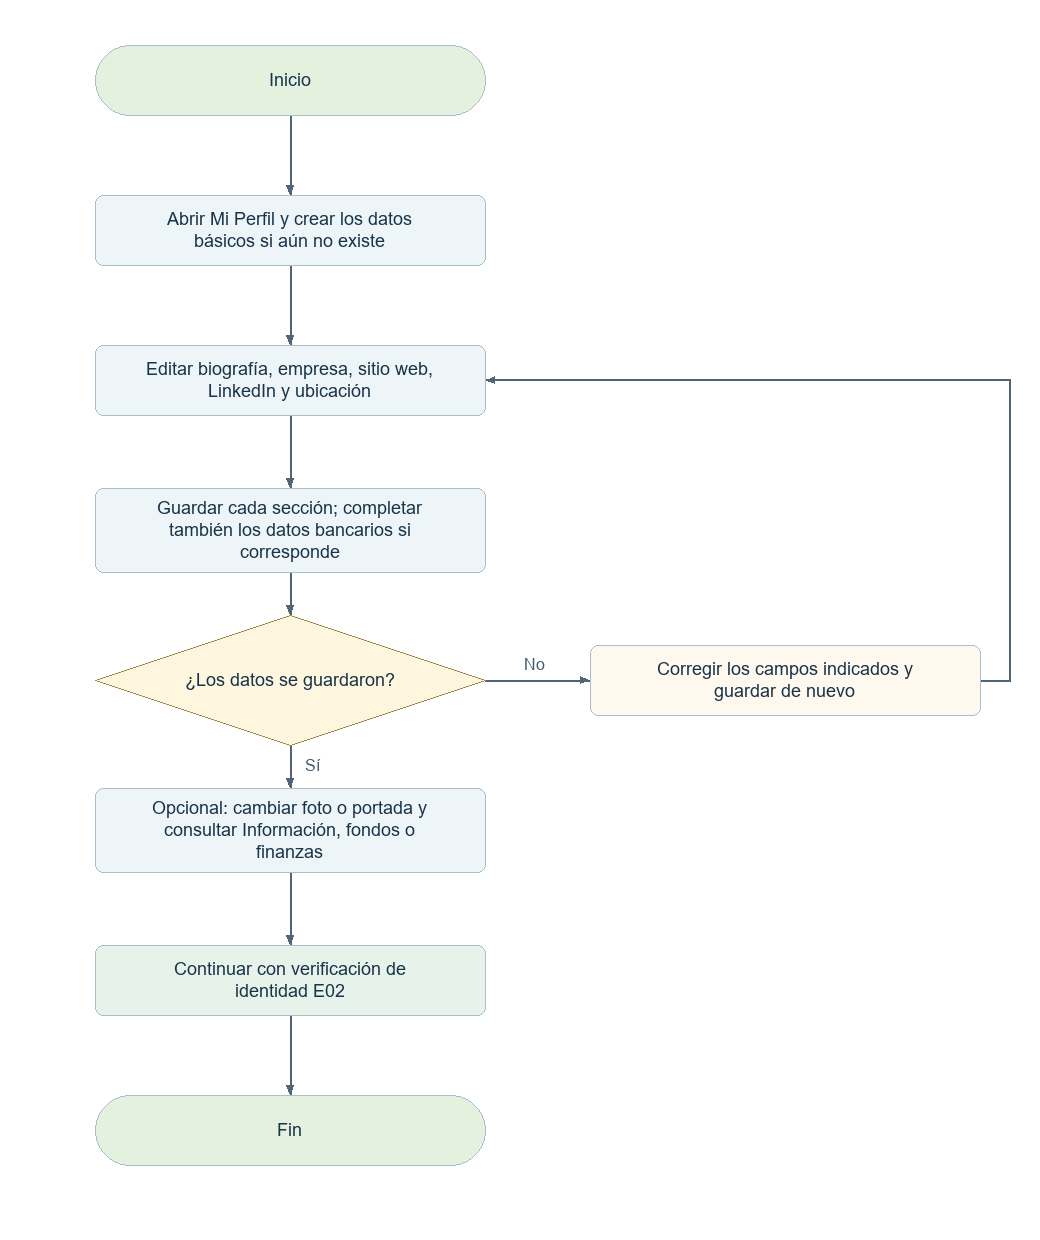 Inicio
Abrir Mi Perfil y crear los datos
básicos si aún no existe
Editar biografía, empresa, sitio web,
LinkedIn y ubicación
Guardar cada sección; completar
también los datos bancarios si
corresponde
¿Los datos se guardaron?
No
Corregir los campos indicados y
guardar de nuevo
Sí
Opcional: cambiar foto o portada y
consultar Información, fondos o
finanzas
Continuar con verificación de
identidad E02
Fin